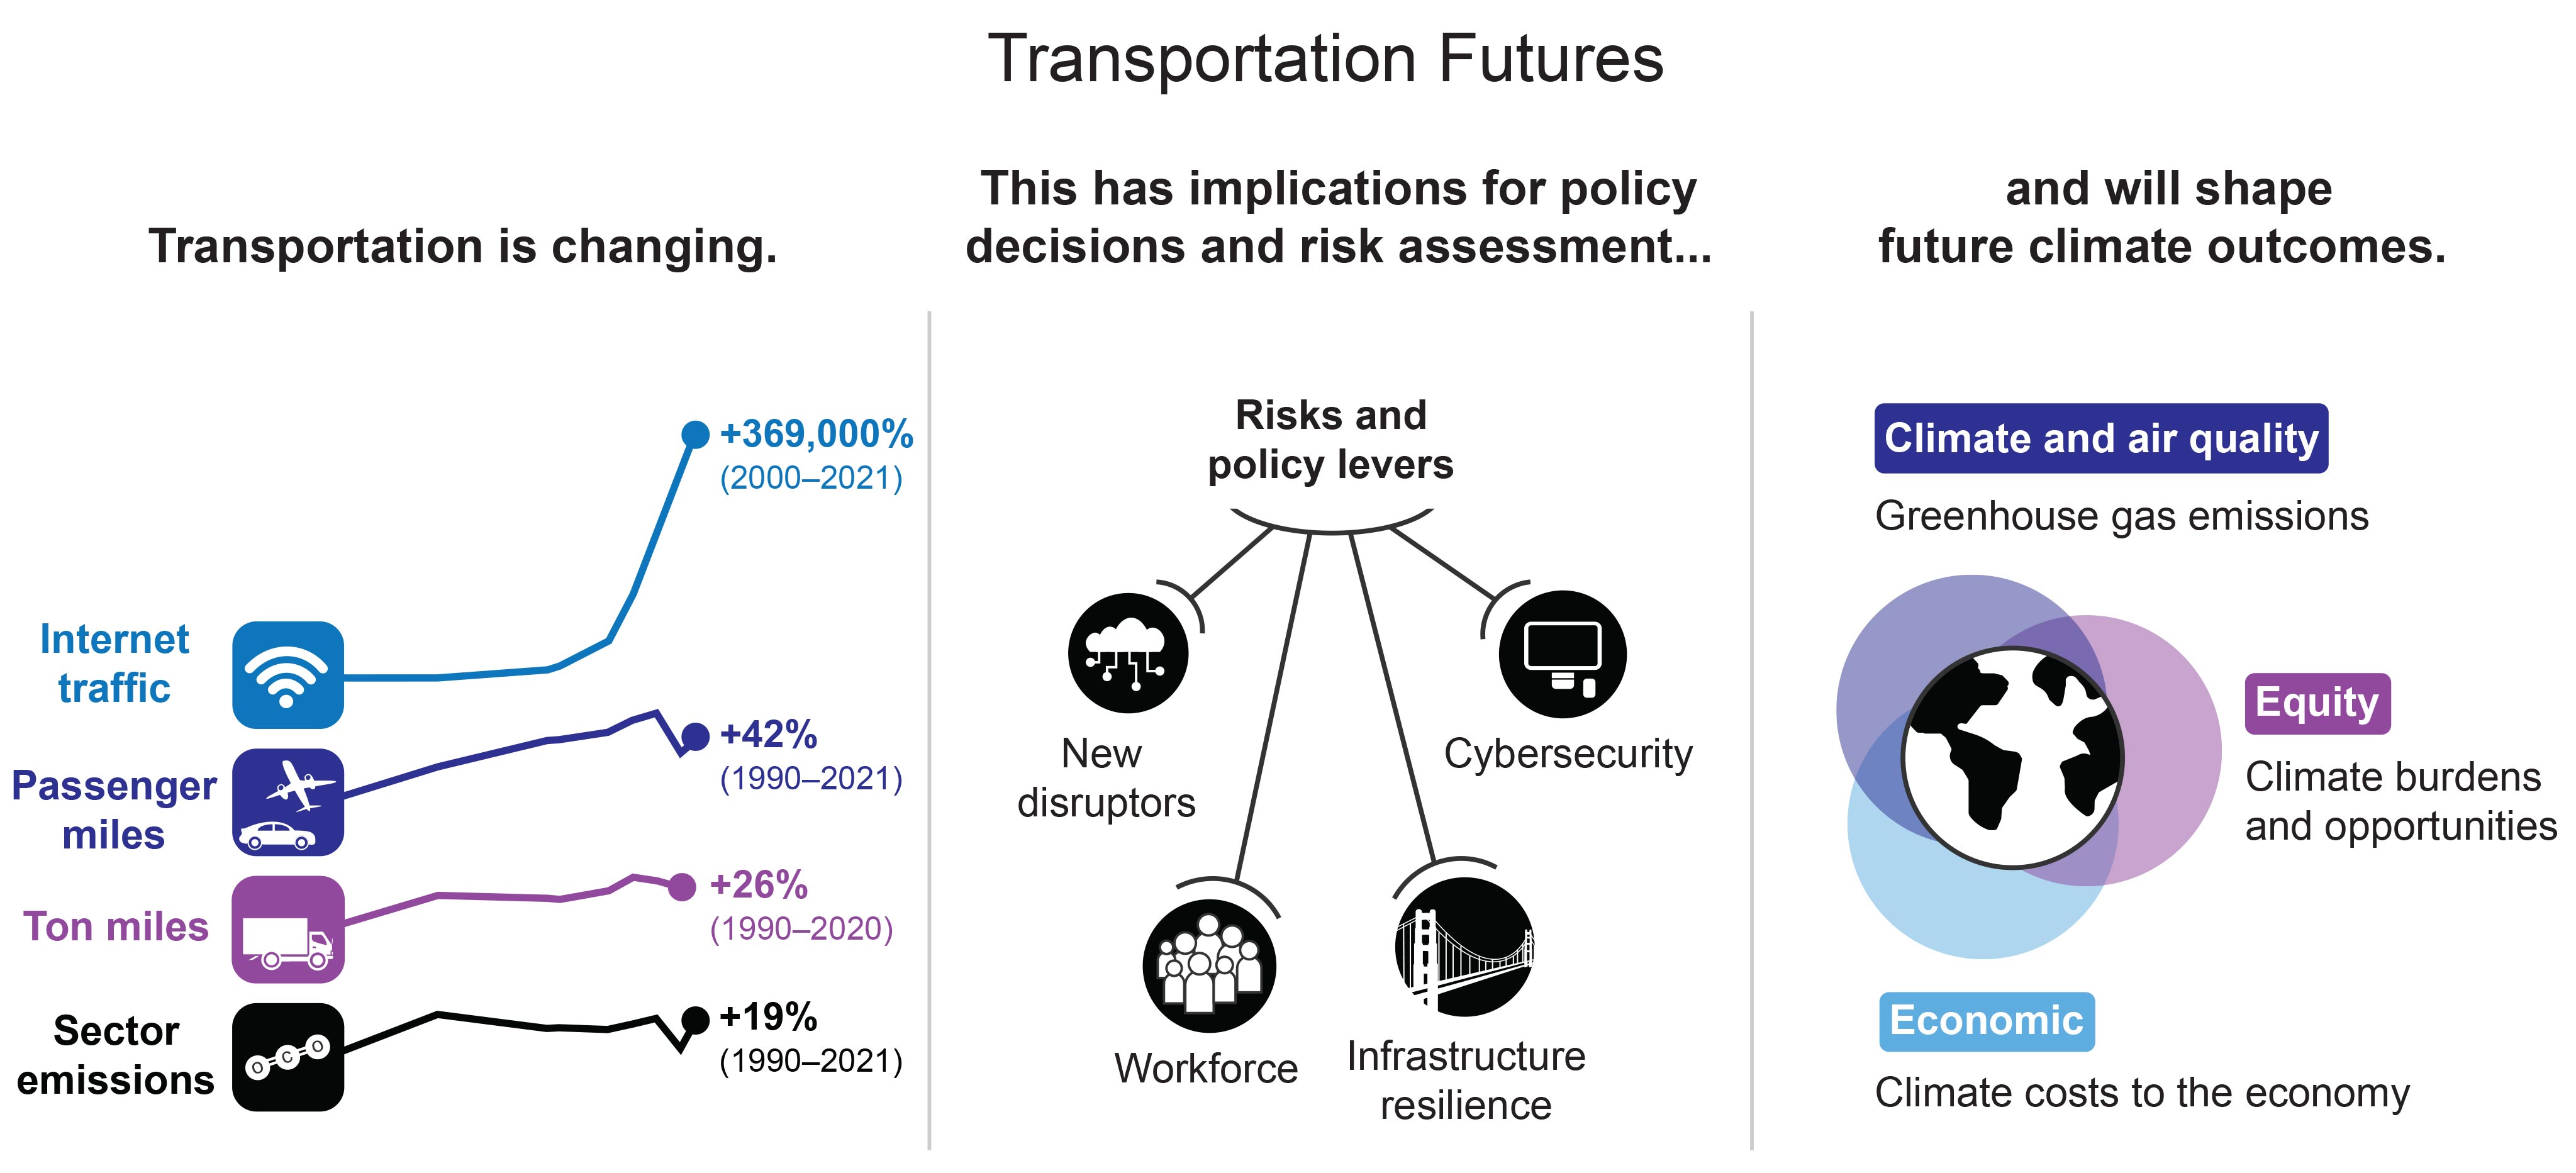 Transportation Futures
Transportation is changing.
Internet
traffic
+369,000%
(2000–2021)
Passenger
miles
+42%
(1990–2021)
Ton miles
+26%
(1990–2020)
Sector
emissions
O C O
+19%
(1990–2021)
This has implications for policy
decisions and risk assessment...
Risks and
policy levers
New
disruptors
Cybersecurity
Workforce
Infrastructure
resilience
and will shape
future climate outcomes.
Climate and air quality
Greenhouse gas emissions
Equity
Climate burdens
and opportunities
Economic
Climate costs to the economy